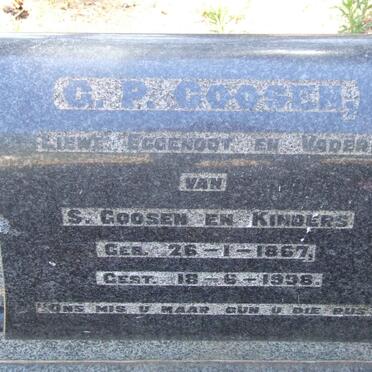 G. P. GOOSEN,
LIEWE EGGENOOT EN VADER
VAN
S. GOOSEN EN KINDERS
GEB. 26-1-1867,
GEST. 18-6-1938.
ONS MIS U MAAR GUN U DIE RUS